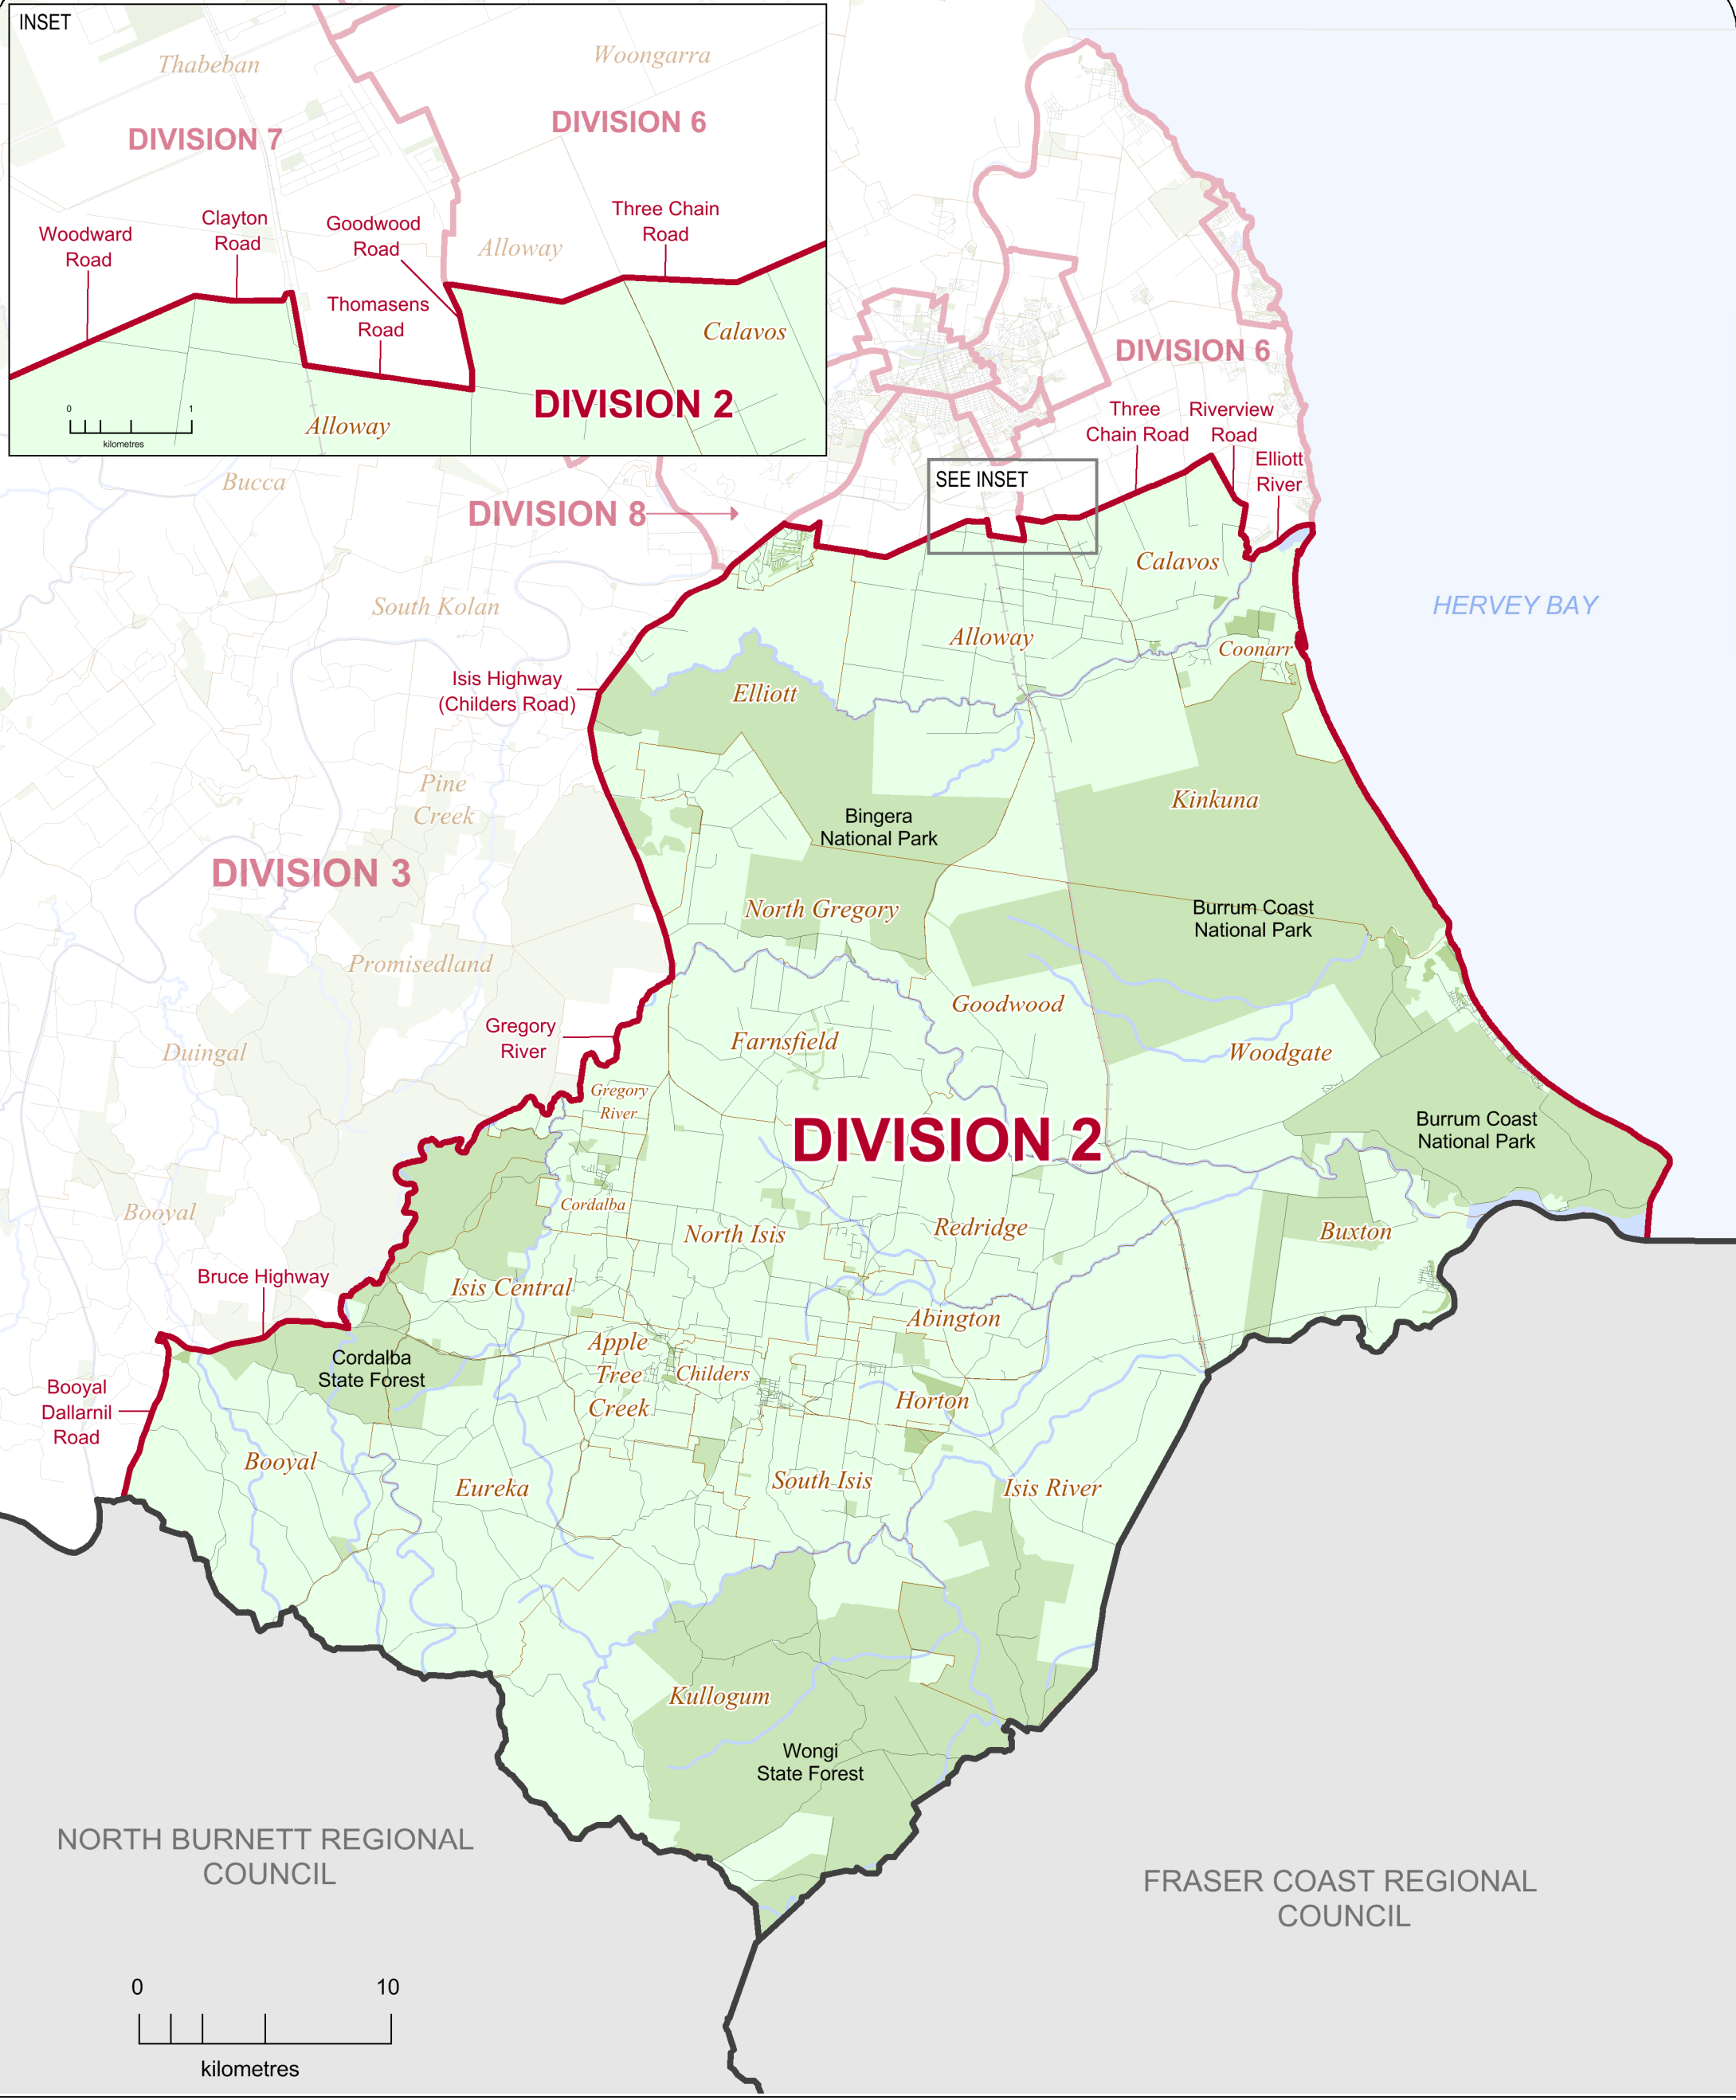 INSET
Thabeban
Woongarra
DIVISION 7
DIVISION 6
Woodward
Road
Clayton
Road
Goodwood
Road
Three Chain
Road
Alloway
Thomasens
Road
Calavos
DIVISION 2
Alloway
0 1
kilometres
DIVISION 6
Three
Chain Road
Riverview
Road
Elliott
River
SEE INSET
Bucca
DIVISION 8
Calavos
HERVEY BAY
South Kolan
Alloway
Coonarr
Isis Highway
(Childers Road)
Elliott
Pine
Creek
Kinkuna
Bingera
National Park
DIVISION 3
North Gregory
Burrum Coast
National Park
Promisedland
Goodwood
Gregory
River
Farnsfield
Duingal
Woodgate
Gregory
River
DIVISION 2
Burrum Coast
National Park
Booyal
Cordalba
North Isis
Redridge
Buxton
Bruce Highway
Isis Central
Abington
Apple
Tree
Creek
Childers
Cordalba
State Forest
Horton
Booyal
Dallarnil
Road
Booyal
Eureka
South Isis
Isis River
Kullogum
Wongi
State Forest
NORTH BURNETT REGIONAL
COUNCIL
FRASER COAST REGIONAL
COUNCIL
0 10
kilometres